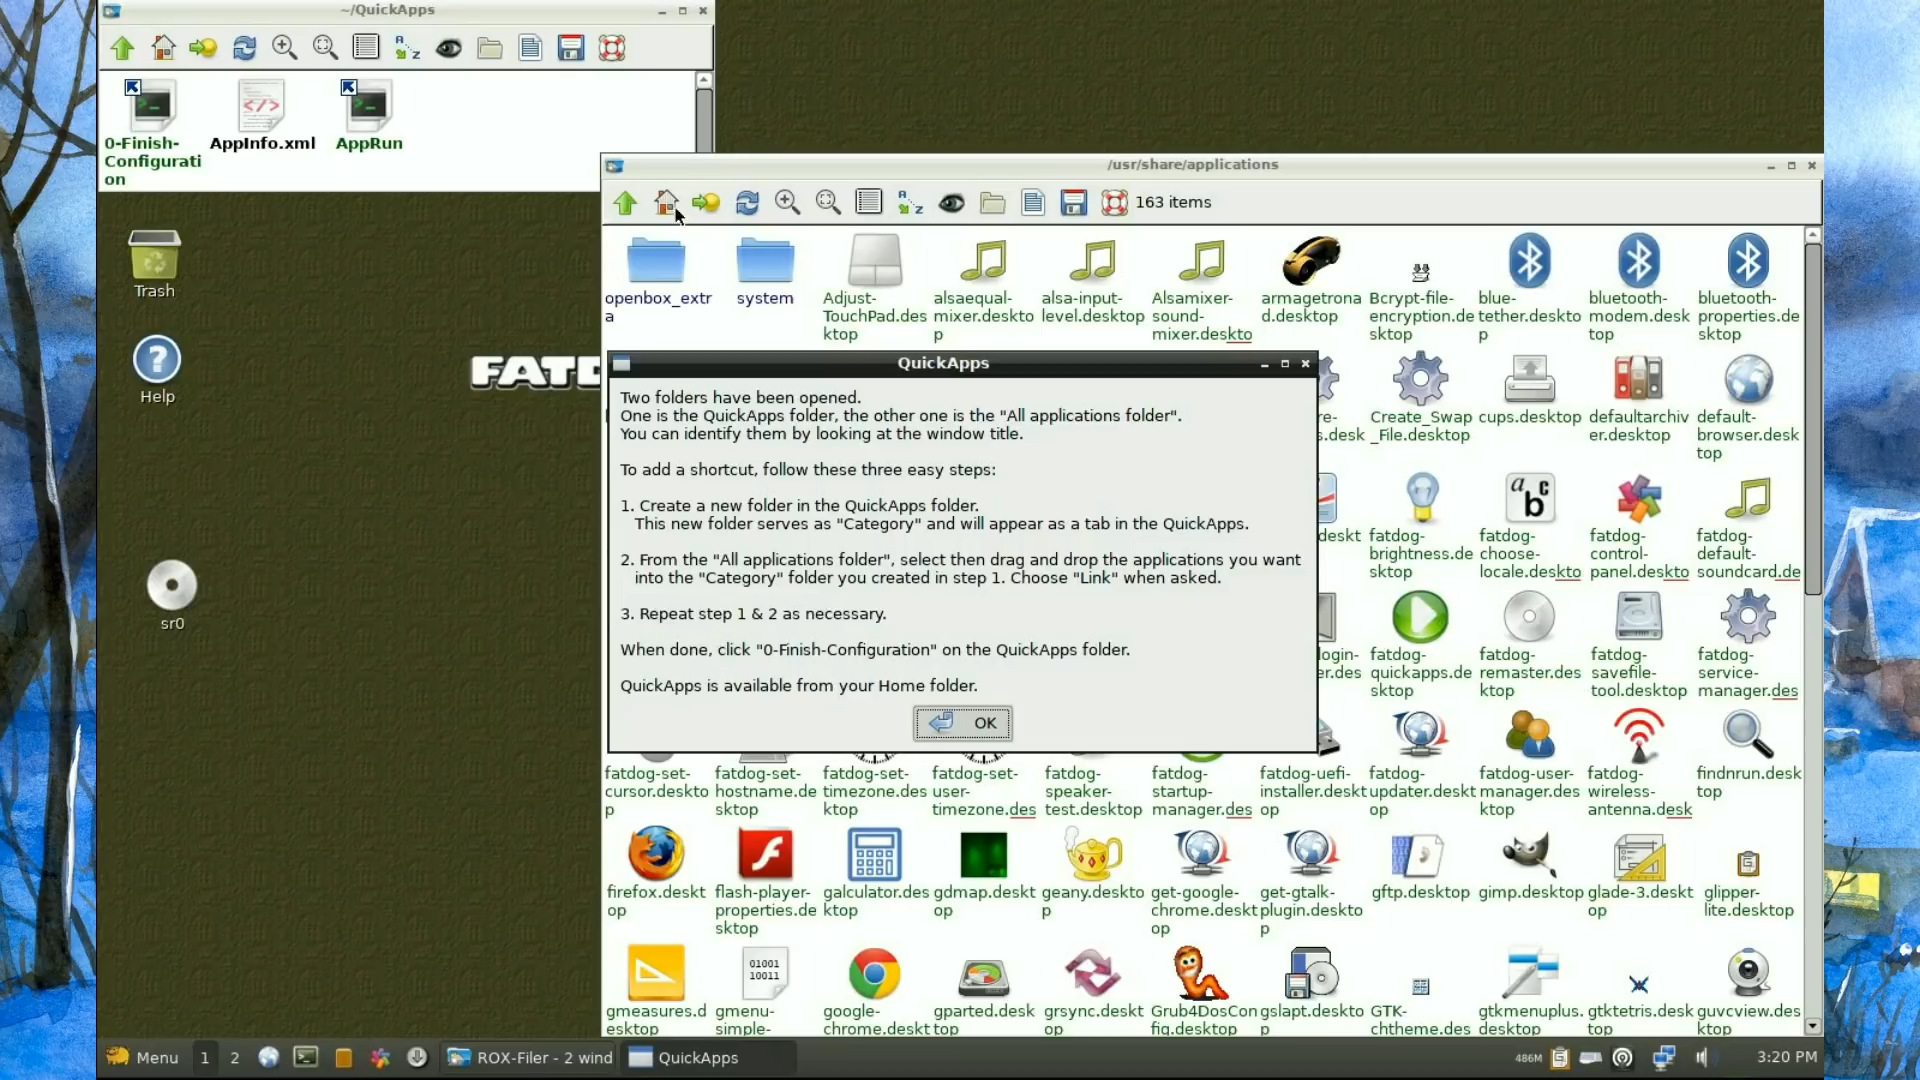 ~/QuickApps
0-Finish-
Configurati
on
AppInfo.xml
AppRun
Trash
Help
sr0
FATD
/usr/share/applications
163 items
openbox_extr
a
system
Adjust-
TouchPad.des
ktop
alsaequal-
mixer.deskto
p
alsa-input-
level.desktop
Alsamixer-
sound-
mixer.deskto
armagetrona
d.desktop
Bcrypt-file-
encryption.de
sktop
blue-
tether.deskto
p
bluetooth-
modem.desk
top
bluetooth-
properties.de
sktop
re-
s.desk
Create_Swap
_File.desktop
cups.desktop
defaultarchiv
er.desktop
default-
browser.desk
top
deskt
fatdog-
brightness.de
sktop
fatdog-
choose-
locale.deskto
fatdog-
control-
panel.deskto
fatdog-
default-
soundcard.de
login-
er.des
fatdog-
quickapps.de
sktop
fatdog-
remaster.des
ktop
fatdog-
savefile-
tool.desktop
fatdog-
service-
manager.des
QuickApps
Two folders have been opened.
One is the QuickApps folder, the other one is the "All applications folder".
You can identify them by looking at the window title.
To add a shortcut, follow these three easy steps:
1. Create a new folder in the QuickApps folder.
This new folder serves as "Category" and will appear as a tab in the QuickApps.
2. From the "All applications folder", select then drag and drop the applications you want
into the "Category" folder you created in step 1. Choose "Link" when asked.
3. Repeat step 1 & 2 as necessary.
When done, click "0-Finish-Configuration" on the QuickApps folder.
QuickApps is available from your Home folder.
OK
fatdog-set-
cursor.deskto
p
fatdog-set-
hostname.de
sktop
fatdog-set-
timezone.des
ktop
fatdog-set-
user-
timezone.des
fatdog-
speaker-
test.desktop
fatdog-
startup-
manager.des
fatdog-uefi-
installer.deskt
op
fatdog-
updater.deskt
op
fatdog-user-
manager.des
ktop
fatdog-
wireless-
antenna.desk
findnrun.desk
top
firefox.deskt
op
flash-player-
properties.de
sktop
galculator.des
ktop
gdmap.deskt
op
geany.deskto
p
get-google-
chrome.deskt
op
get-gtalk-
plugin.deskto
p
gftp.desktop
gimp.desktop
glade-3.deskt
op
glipper-
lite.desktop
gmeasures.d
esktop
gmenu-
simple-
google-
chrome.deskt
gparted.desk
top
grsync.deskt
op
Grub4DosCon
fig.desktop
gslapt.deskto
p
GTK-
chtheme.des
gtkmenuplus.
desktop
gtktetris.desk
top
guvcview.des
ktop
Menu
1
2
ROX-Filer - 2 wind
QuickApps
486M
3:20 PM